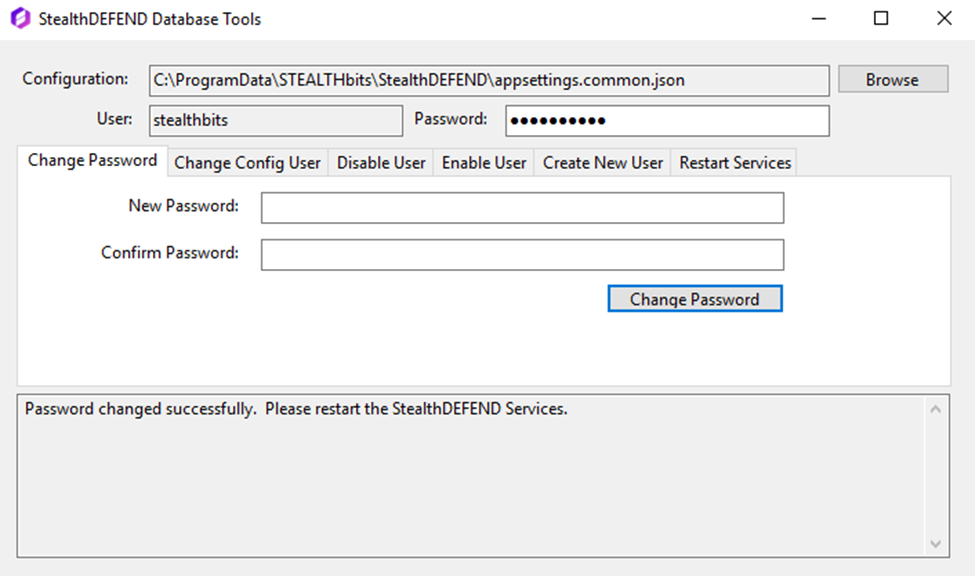 StealthDEFEND Database Tools
Configuration: C:\ProgramData\STEALTHbits\StealthDEFEND\appsettings.common.json Browse
User: stealthbits Password: ●●●●●●●●●●
Change Password Change Config User Disable User Enable User Create New User Restart Services
New Password:
Confirm Password:
Change Password
Password changed successfully.  Please restart the StealthDEFEND Services.